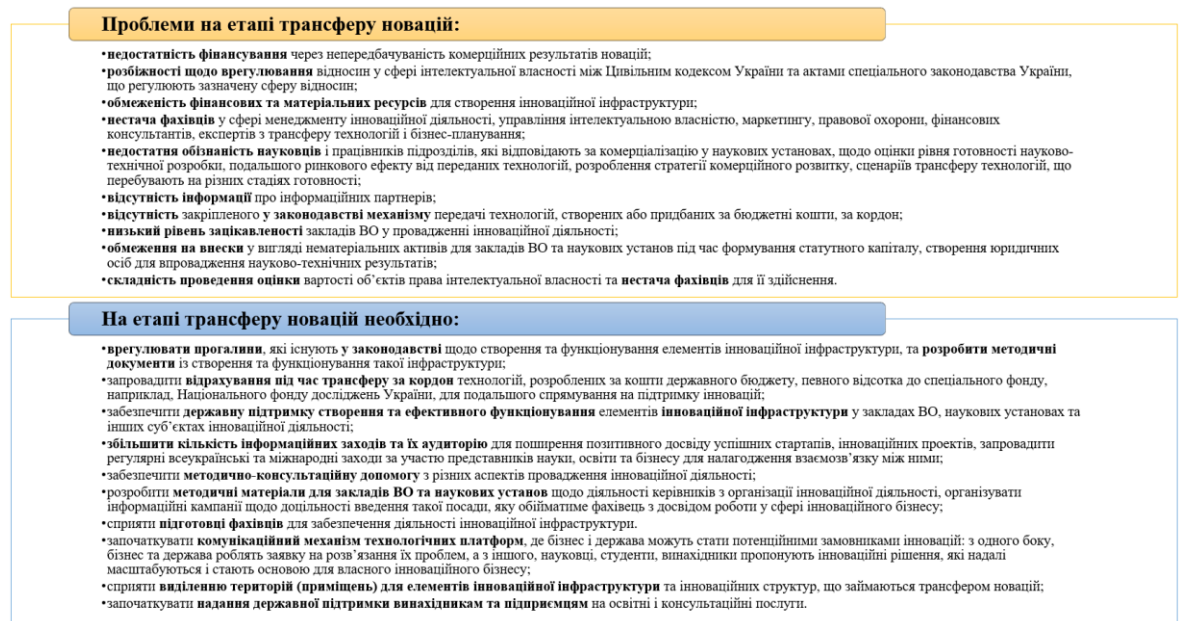 Проблеми на етапі трансферу новацій:
•недостатність фінансування через непередбачуваність комерційних результатів новацій;
•розбіжності щодо врегулювання відносин у сфері інтелектуальної власності між Цивільним кодексом України та актами спеціального законодавства України,
що регулюють зазначену сферу відносин;
•обмеженість фінансових та матеріальних ресурсів для створення інноваційної інфраструктури;
•нестача фахівців у сфері менеджменту інноваційної діяльності, управління інтелектуальною власністю, маркетингу, правової охорони, фінансових
консультантів, експертів з трансферу технологій і бізнес-планування;
•недостатня обізнаність науковців і працівників підрозділів, які відповідають за комерціалізацію у наукових установах, щодо оцінки рівня готовності науково-
технічної розробки, подальшого ринкового ефекту від переданих технологій, розроблення стратегії комерційного розвитку, сценаріїв трансферу технологій, що
перебувають на різних стадіях готовності;
•відсутність інформації про інформаційних партнерів;
•відсутність закріпленого у законодавстві механізму передачі технологій, створених або придбаних за бюджетні кошти, за кордон;
•низький рівень зацікавленості закладів ВО у провадженні інноваційної діяльності;
•обмеження на внески у вигляді нематеріальних активів для закладів ВО та наукових установ під час формування статутного капіталу, створення юридичних
осіб для впровадження науково-технічних результатів;
•складність проведення оцінки вартості об’єктів права інтелектуальної власності та нестача фахівців для її здійснення.
На етапі трансферу новацій необхідно:
•врегулювати прогалини, які існують у законодавстві щодо створення та функціонування елементів інноваційної інфраструктури, та розробити методичні
документи із створення та функціонування такої інфраструктури;
•запровадити відрахування під час трансферу за кордон технологій, розроблених за кошти державного бюджету, певного відсотка до спеціального фонду,
наприклад, Національного фонду досліджень України, для подальшого спрямування на підтримку інновацій;
•забезпечити державну підтримку створення та ефективного функціонування елементів інноваційної інфраструктури у закладах ВО, наукових установах та
інших суб’єктах інноваційної діяльності;
•збільшити кількість інформаційних заходів та їх аудиторію для поширення позитивного досвіду успішних стартапів, інноваційних проектів, запровадити
регулярні всеукраїнські та міжнародні заходи за участю представників науки, освіти та бізнесу для налагодження взаємозв’язку між ними;
•забезпечити методично-консультаційну допомогу з різних аспектів провадження інноваційної діяльності;
•розробити методичні матеріали для закладів ВО та наукових установ щодо діяльності керівників з організації інноваційної діяльності, організувати
інформаційні кампанії щодо доцільності введення такої посади, яку обійматиме фахівець з досвідом роботи у сфері інноваційного бізнесу;
•сприяти підготовці фахівців для забезпечення діяльності інноваційної інфраструктури.
•започаткувати комунікаційний механізм технологічних платформ, де бізнес і держава можуть стати потенційними замовниками інновацій: з одного боку,
бізнес та держава роблять заявку на розв’язання їх проблем, а з іншого, науковці, студенти, винахідники пропонують інноваційні рішення, які надалі
масштабуються і стають основою для власного інноваційного бізнесу;
•сприяти виділенню територій (приміщень) для елементів інноваційної інфраструктури та інноваційних структур, що займаються трансфером новацій;
•започаткувати надання державної підтримки винахідникам та підприємцям на освітні і консультаційні послуги.